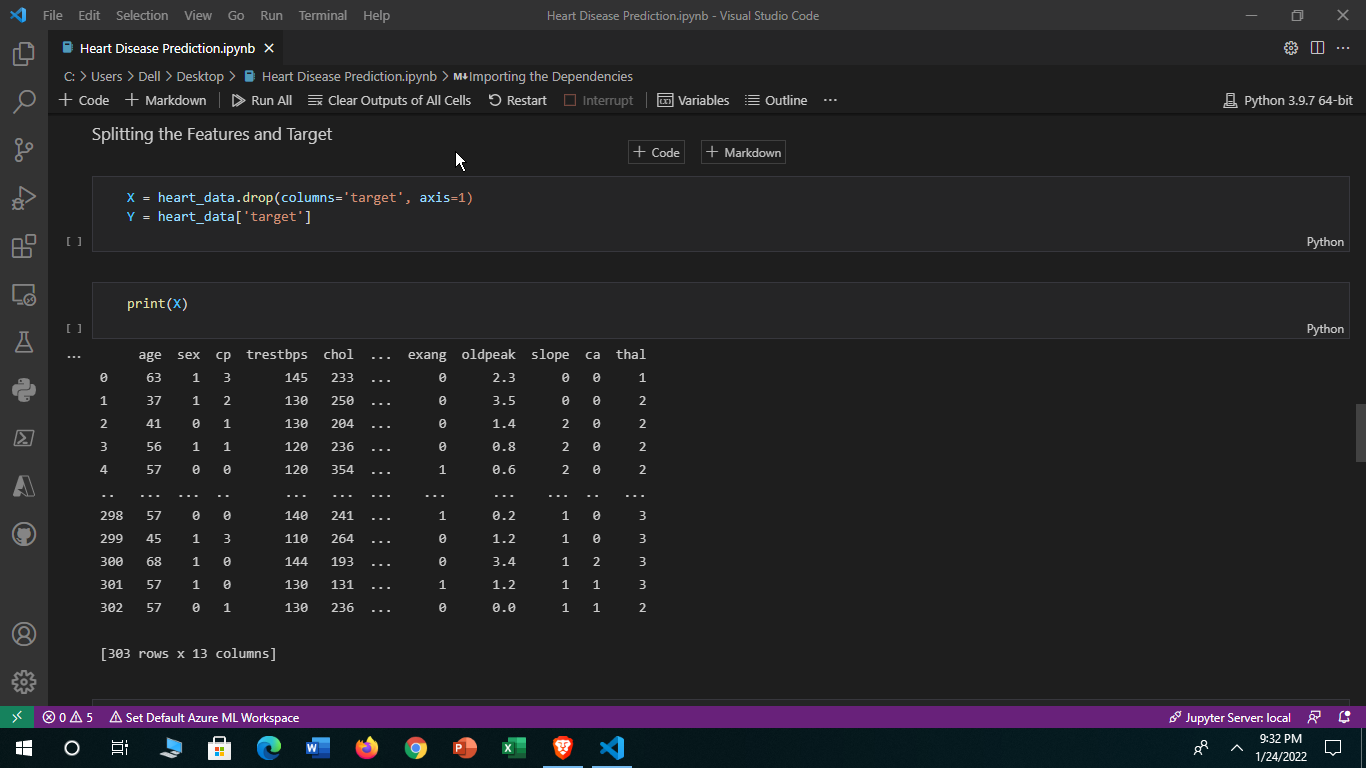 File Edit Selection View Go Run Terminal Help Heart Disease Prediction.ipynb - Visual Studio Code
Heart Disease Prediction.ipynb
C: > Users > Dell > Desktop > Heart Disease Prediction.ipynb > M↓Importing the Dependencies
+ Code + Markdown Run All Clear Outputs of All Cells Restart Interrupt Variables Outline ... Python 3.9.7 64-bit
Splitting the Features and Target
+ Code + Markdown
X = heart_data.drop(columns='target', axis=1)
Y = heart_data['target']
[ ] Python
print(X)
[ ] Python
... age sex cp trestbps chol ... exang oldpeak slope ca thal
0 63 1 3 145 233 ... 0 2.3 0 0 1
1 37 1 2 130 250 ... 0 3.5 0 0 2
2 41 0 1 130 204 ... 0 1.4 2 0 2
3 56 1 1 120 236 ... 0 0.8 2 0 2
4 57 0 0 120 354 ... 1 0.6 2 0 2
.. ... ... .. ... ... ... ... ... ... .. ...
298 57 0 0 140 241 ... 1 0.2 1 0 3
299 45 1 3 110 264 ... 0 1.2 1 0 3
300 68 1 0 144 193 ... 0 3.4 1 2 3
301 57 1 0 130 131 ... 1 1.2 1 1 3
302 57 0 1 130 236 ... 0 0.0 1 1 2
[303 rows x 13 columns]
0 5 Set Default Azure ML Workspace Jupyter Server: local
9:32 PM
1/24/2022